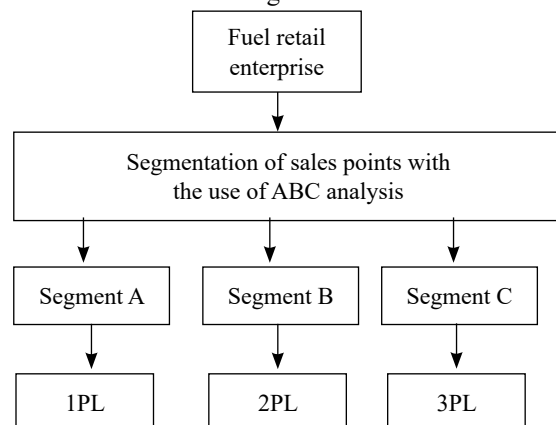 Fuel retail
enterprise
Segmentation of sales points with
the use of ABC analysis
Segment A
Segment B
Segment C
1PL
2PL
3PL